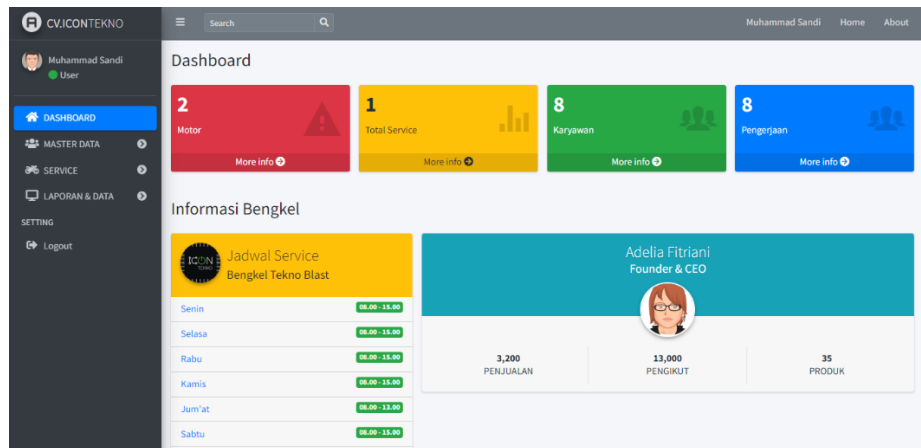 CV.ICONTEKNO
Search
Muhammad Sandi Home About
Muhammad Sandi
User
DASHBOARD
MASTER DATA
SERVICE
LAPORAN & DATA
SETTING
Logout
Dashboard
2
Motor
More info
1
Total Service
More info
8
Karyawan
More info
8
Pengerjaan
More info
Informasi Bengkel
ICON
TEKNO
Jadwal Service
Bengkel Tekno Blast
Senin 08.00 - 15.00
Selasa 08.00 - 15.00
Rabu 08.00 - 15.00
Kamis 08.00 - 15.00
Jum'at 08.00 - 13.00
Sabtu 08.00 - 15.00
Adelia Fitriani
Founder & CEO
3,200
PENJUALAN
13,000
PENGIKUT
35
PRODUK